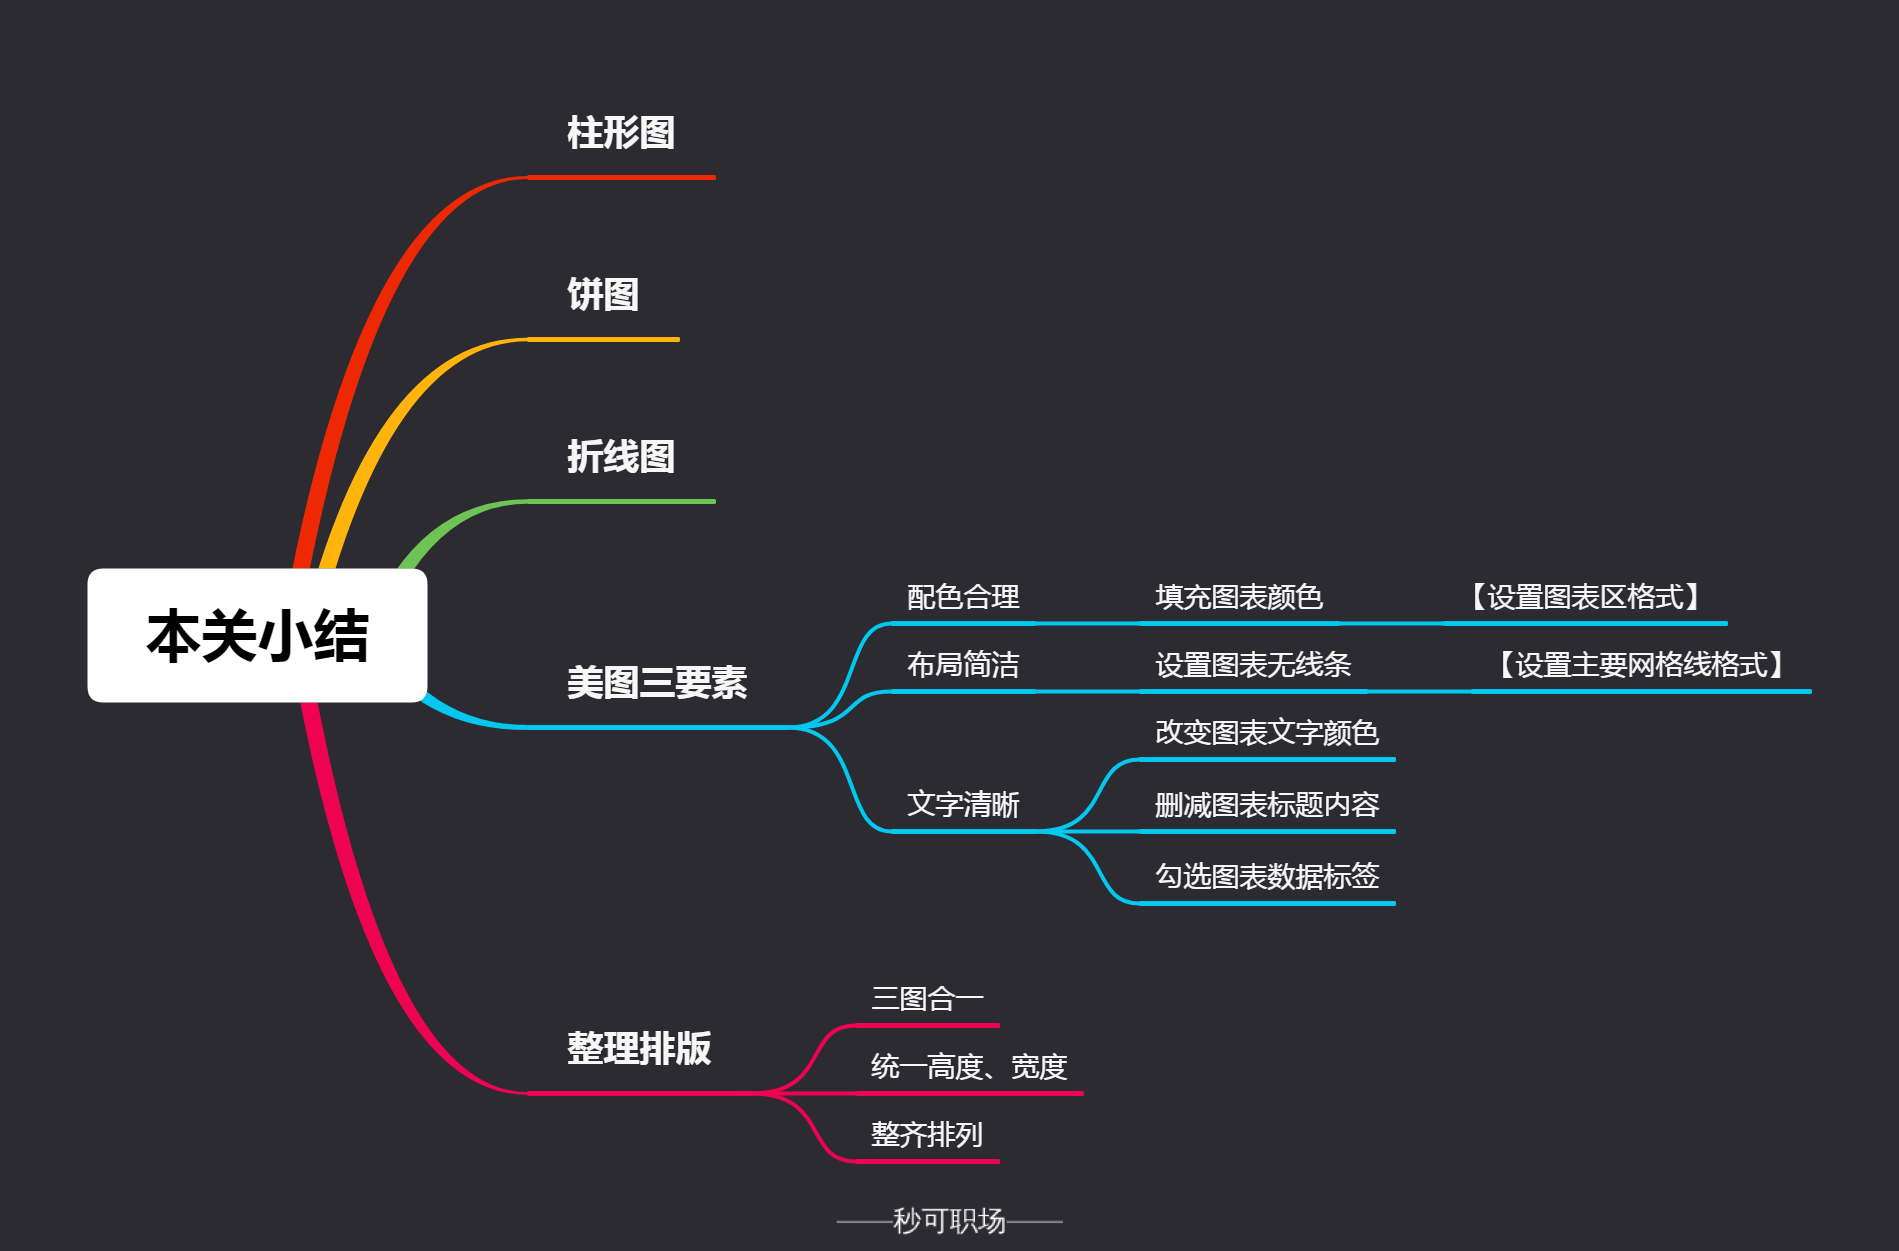 柱形图
饼图
折线图
本关小结
美图三要素
配色合理
填充图表颜色
【设置图表区格式】
布局简洁
设置图表无线条
【设置主要网格线格式】
文字清晰
改变图表文字颜色
删减图表标题内容
勾选图表数据标签
整理排版
三图合一
统一高度、宽度
整齐排列
——秒可职场——